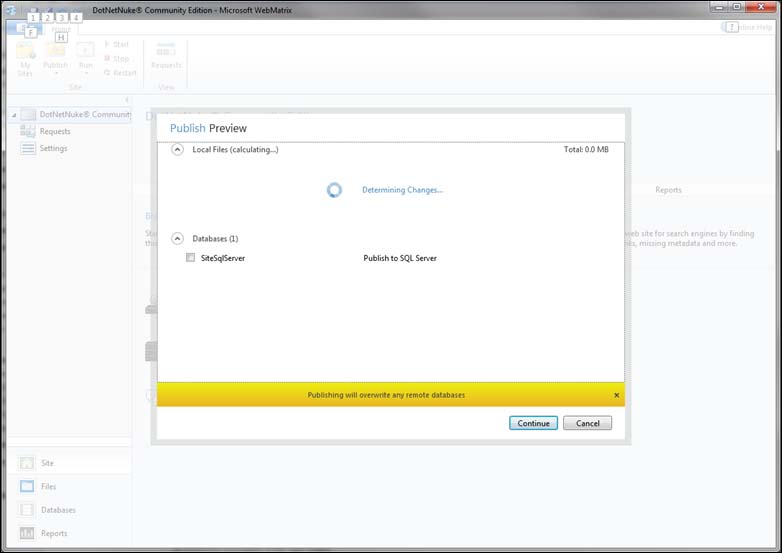 DotNetNuke® Community Edition - Microsoft WebMatrix
1 2 3 4
F
H
?
Online Help
My Sites
Publish
Run
Start
Stop
Restart
Requests
Site
View
DotNetNuke® Community
Requests
Settings
Publish Preview
Local Files (calculating...) Total: 0.0 MB
Determining Changes...
Databases (1)
SiteSqlServer Publish to SQL Server
Publishing will overwrite any remote databases
Continue Cancel
Reports
web site for search engines by finding
nks, missing metadata and more.
Site
Files
Databases
Reports